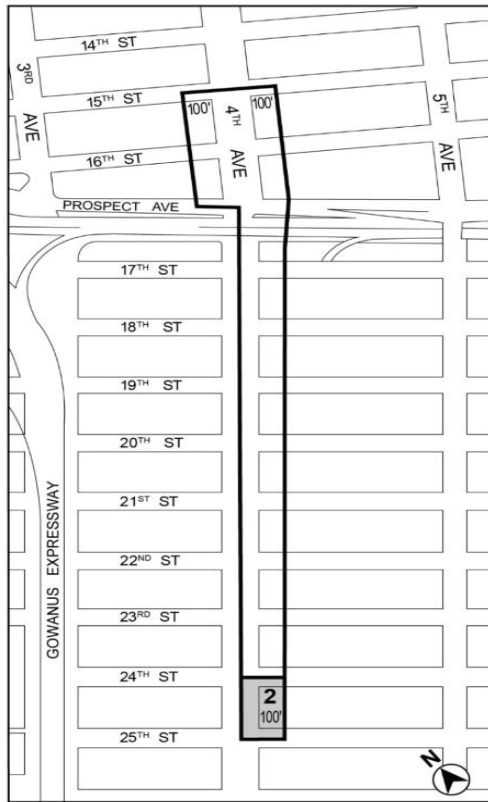 14TH ST
3RD AVE
15TH ST
100'
4TH AVE
100'
5TH AVE
16TH ST
PROSPECT AVE
17TH ST
18TH ST
19TH ST
20TH ST
21ST ST
GOWANUS EXPRESSWAY
22ND ST
23RD ST
24TH ST
2
100'
25TH ST
N